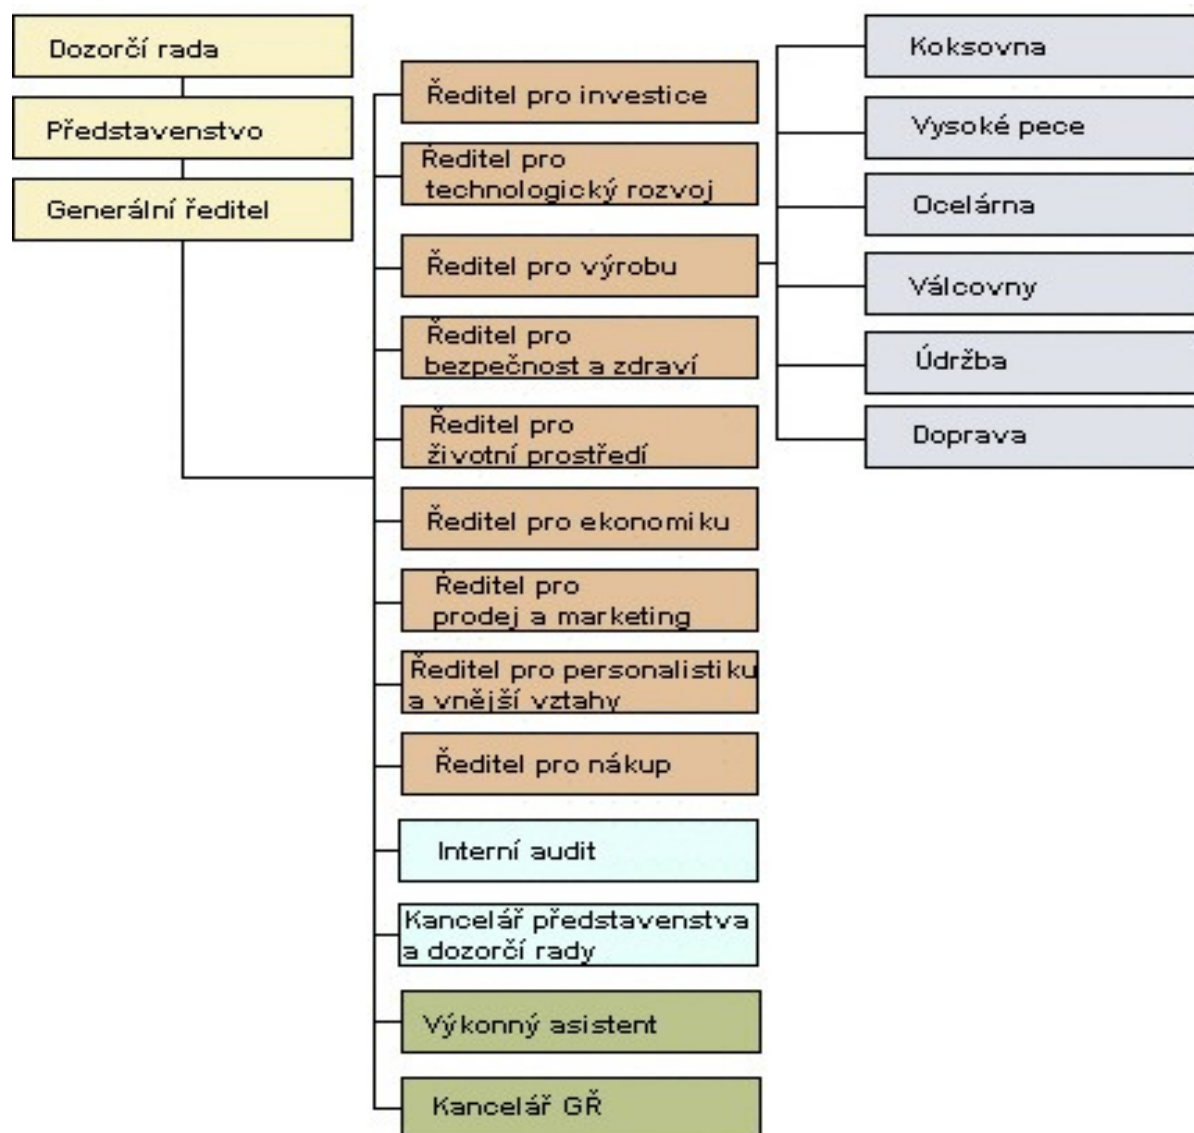 Dozorčí rada
Představenstvo
Generální ředitel
Ředitel pro investice
Ředitel pro
technologický rozvoj
Ředitel pro výrobu
Ředitel pro
bezpečnost a zdraví
Ředitel pro
životní prostředí
Ředitel pro ekonomiku
Ředitel pro
prodej a marketing
Ředitel pro personalistiku
a vnější vztahy
Ředitel pro nákup
Interní audit
Kancelář představenstva
a dozorčí rady
Výkonný asistent
Kancelář GŘ
Koksovna
Vysoké pece
Ocelárna
Válcovny
Údržba
Doprava